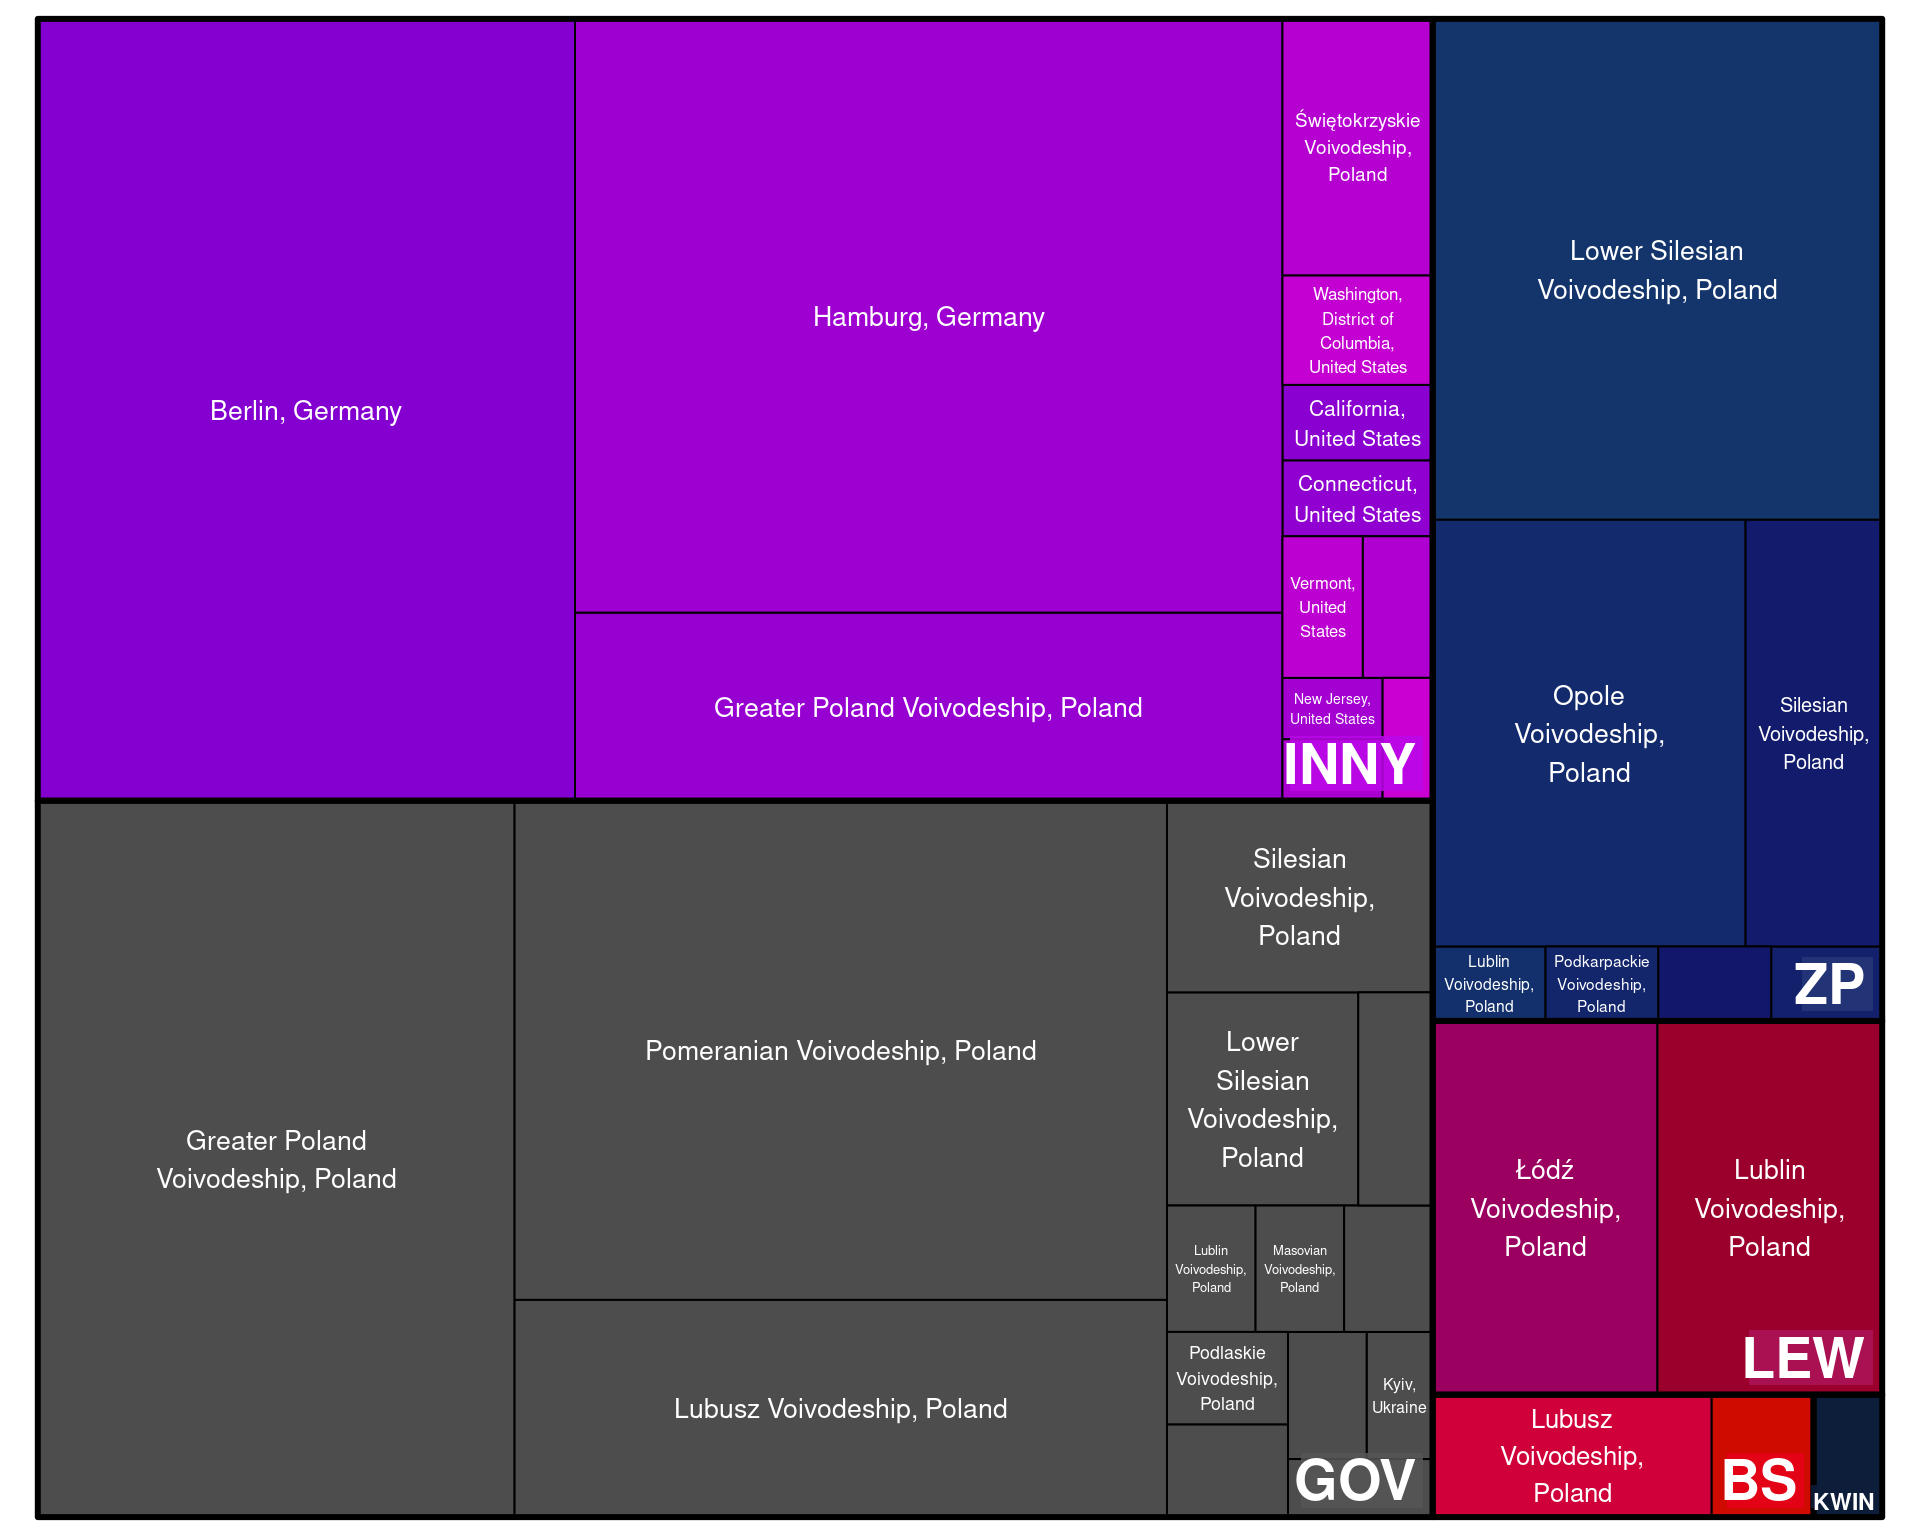 Berlin, Germany
Hamburg, Germany
Greater Poland Voivodeship, Poland
Świętokrzyskie
Voivodeship,
Poland
Washington,
District of
Columbia,
United States
California,
United States
Connecticut,
United States
Vermont,
United
States
New Jersey,
United States
INNY
Greater Poland
Voivodeship, Poland
Pomeranian Voivodeship, Poland
Lubusz Voivodeship, Poland
Silesian
Voivodeship,
Poland
Lower
Silesian
Voivodeship,
Poland
Lublin
Voivodeship,
Poland
Masovian
Voivodeship,
Poland
Podlaskie
Voivodeship,
Poland
Kyiv,
Ukraine
GOV
Lower Silesian
Voivodeship, Poland
Opole
Voivodeship,
Poland
Silesian
Voivodeship,
Poland
Lublin
Voivodeship,
Poland
Podkarpackie
Voivodeship,
Poland
ZP
Łódź
Voivodeship,
Poland
Lublin
Voivodeship,
Poland
LEW
Lubusz
Voivodeship,
Poland
BS
KWIN